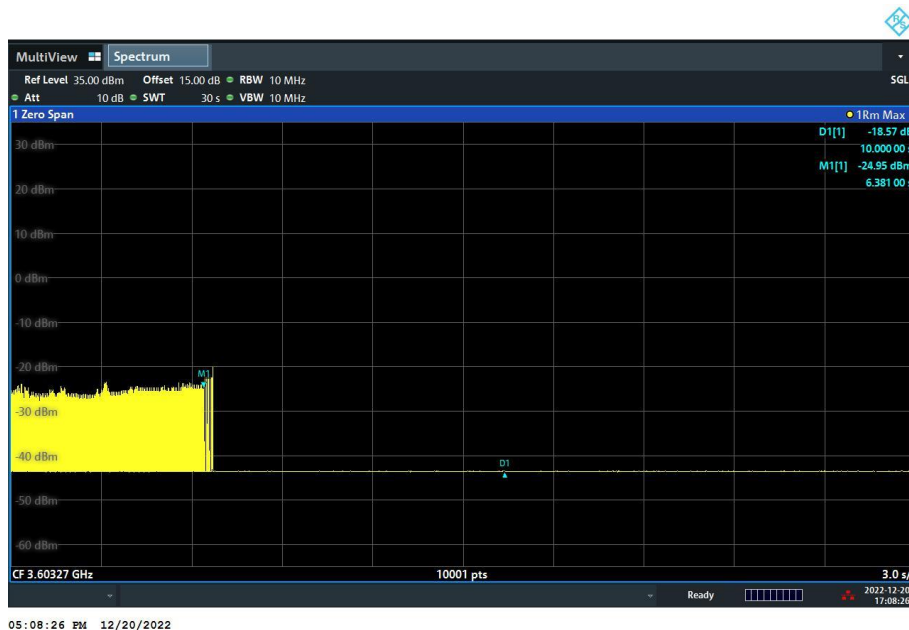 R S
MultiView Spectrum
Ref Level 35.00 dBm Offset 15.00 dB RBW 10 MHz SGL
Att 10 dB SWT 30 s VBW 10 MHz
1 Zero Span 1Rm Max
D1[1] -18.57 dB
10.000 00 s
M1[1] -24.95 dBm
6.381 00 s
30 dBm
20 dBm
10 dBm
0 dBm
-10 dBm
-20 dBm
M1
-30 dBm
-40 dBm
D1
-50 dBm
-60 dBm
CF 3.60327 GHz 10001 pts 3.0 s/
Ready 2022-12-20
17:08:26
05:08:26 PM 12/20/2022